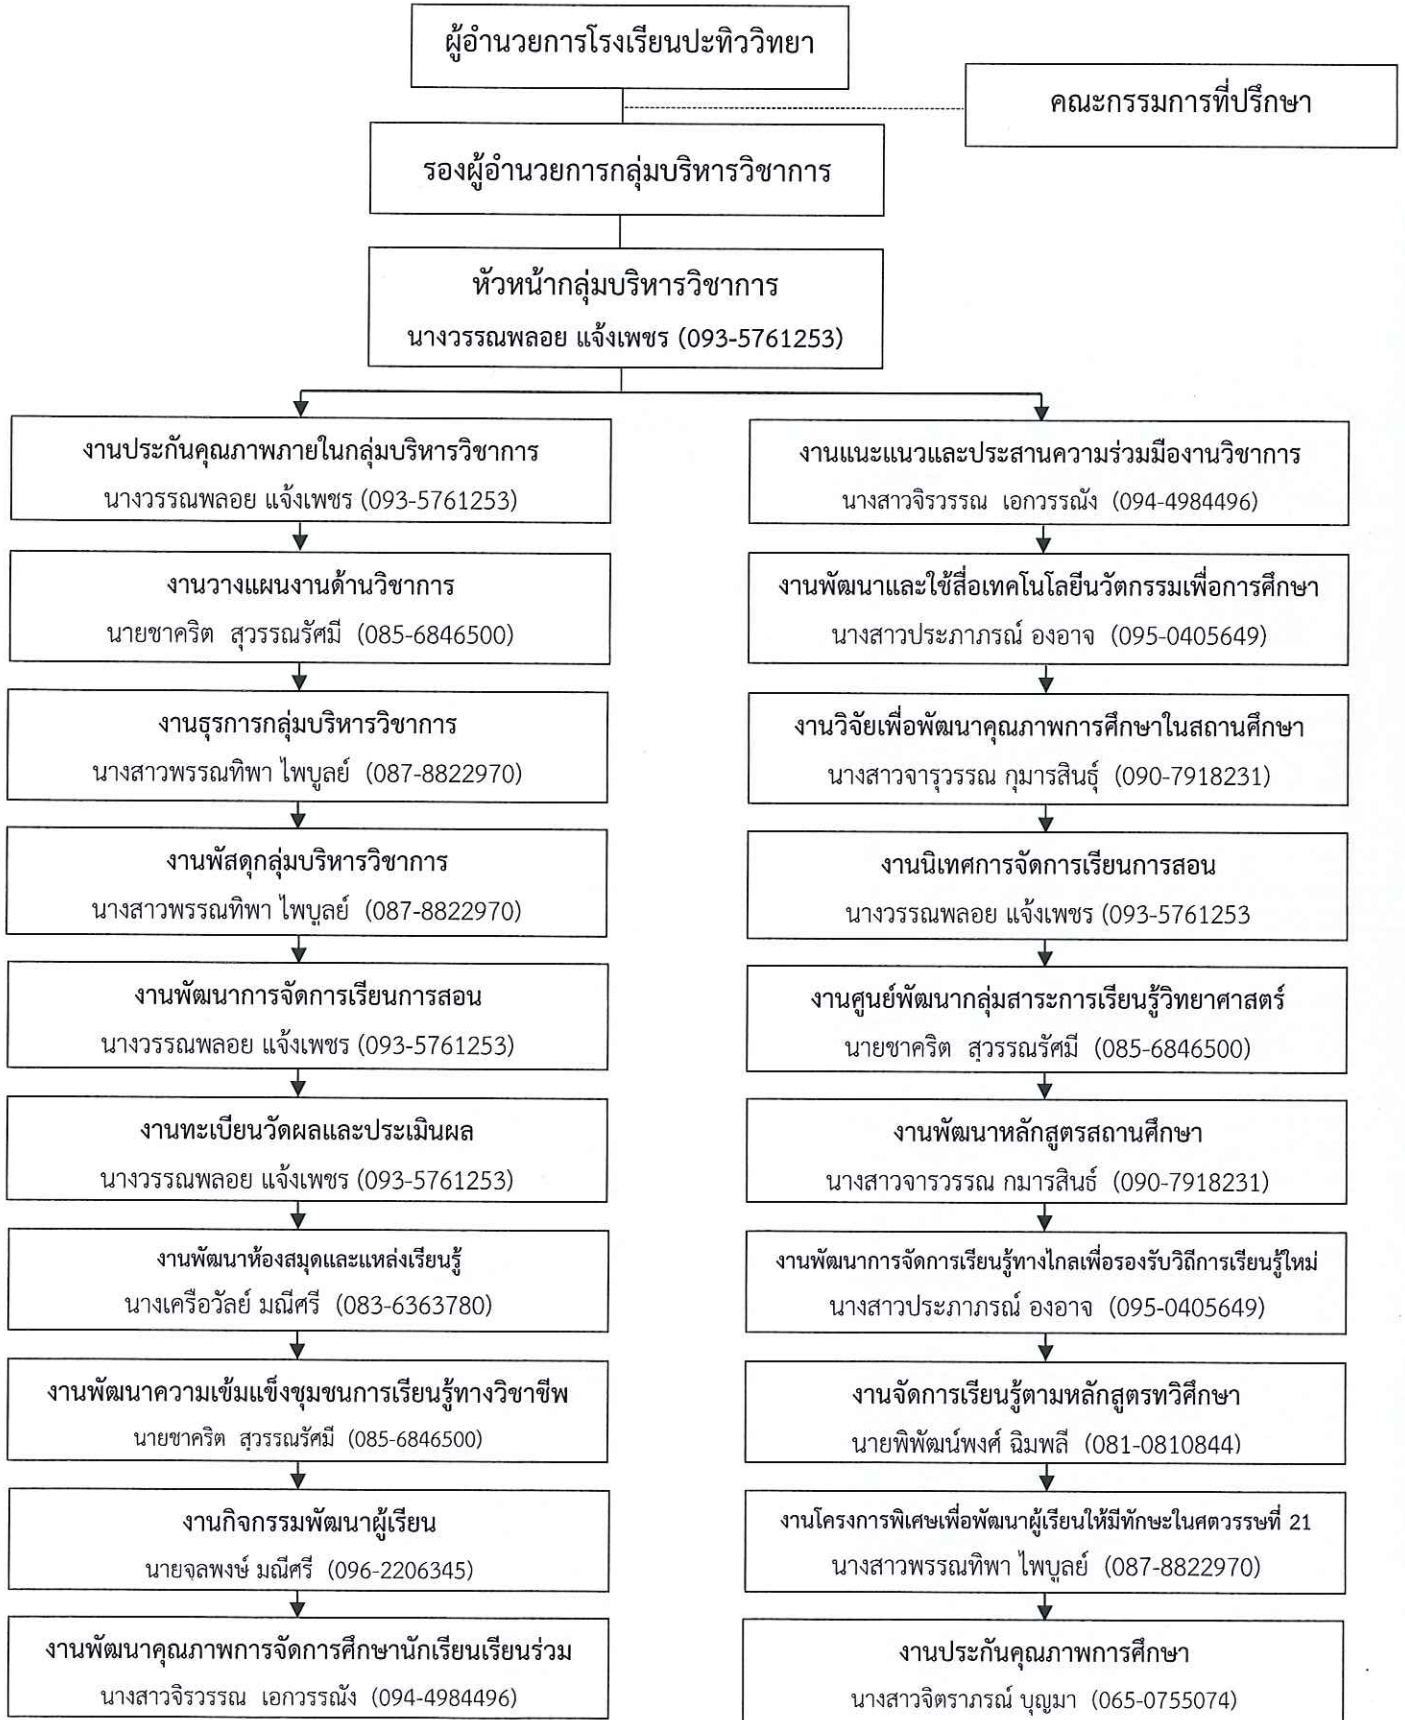 ผู้อำนวยการโรงเรียนปะทิววิทยา
คณะกรรมการที่ปรึกษา
รองผู้อำนวยการกลุ่มบริหารวิชาการ
หัวหน้ากลุ่มบริหารวิชาการ
นางวรรณพลอย แจ้งเพชร (093-5761253)
งานประกันคุณภาพภายในกลุ่มบริหารวิชาการ
นางวรรณพลอย แจ้งเพชร (093-5761253)
งานวางแผนงานด้านวิชาการ
นายชาคริต สุวรรณรัศมี (085-6846500)
งานธุรการกลุ่มบริหารวิชาการ
นางสาวพรรณทิพา ไพบูลย์ (087-8822970)
งานพัสดุกลุ่มบริหารวิชาการ
นางสาวพรรณทิพา ไพบูลย์ (087-8822970)
งานพัฒนาการจัดการเรียนการสอน
นางวรรณพลอย แจ้งเพชร (093-5761253)
งานทะเบียนวัดผลและประเมินผล
นางวรรณพลอย แจ้งเพชร (093-5761253)
งานพัฒนาห้องสมุดและแหล่งเรียนรู้
นางเครือวัลย์ มณีศรี (083-6363780)
งานพัฒนาความเข้มแข็งชุมชนการเรียนรู้ทางวิชาชีพ
นายชาคริต สุวรรณรัศมี (085-6846500)
งานกิจกรรมพัฒนาผู้เรียน
นายจุลพงษ์ มณีศรี (096-2206345)
งานพัฒนาคุณภาพการจัดการศึกษานักเรียนเรียนร่วม
นางสาวจิรวรรณ เอกวรรณัง (094-4984496)
งานแนะแนวและประสานความร่วมมืองานวิชาการ
นางสาวจิรวรรณ เอกวรรณัง (094-4984496)
งานพัฒนาและใช้สื่อเทคโนโลยีนวัตกรรมเพื่อการศึกษา
นางสาวประภาภรณ์ องอาจ (095-0405649)
งานวิจัยเพื่อพัฒนาคุณภาพการศึกษาในสถานศึกษา
นางสาวจารุวรรณ กุมารสินธุ์ (090-7918231)
งานนิเทศการจัดการเรียนการสอน
นางวรรณพลอย แจ้งเพชร (093-5761253
งานศูนย์พัฒนากลุ่มสาระการเรียนรู้วิทยาศาสตร์
นายชาคริต สุวรรณรัศมี (085-6846500)
งานพัฒนาหลักสูตรสถานศึกษา
นางสาวจารวรรณ กมารสินธ์ (090-7918231)
งานพัฒนาการจัดการเรียนรู้ทางไกลเพื่อรองรับวิถีการเรียนรู้ใหม่
นางสาวประภาภรณ์ องอาจ (095-0405649)
งานจัดการเรียนรู้ตามหลักสูตรทวิศึกษา
นายพิพัฒน์พงศ์ ฉิมพลี (081-0810844)
งานโครงการพิเศษเพื่อพัฒนาผู้เรียนให้มีทักษะในศตวรรษที่ 21
นางสาวพรรณทิพา ไพบูลย์ (087-8822970)
งานประกันคุณภาพการศึกษา
นางสาวจิตราภรณ์ บุญมา (065-0755074)